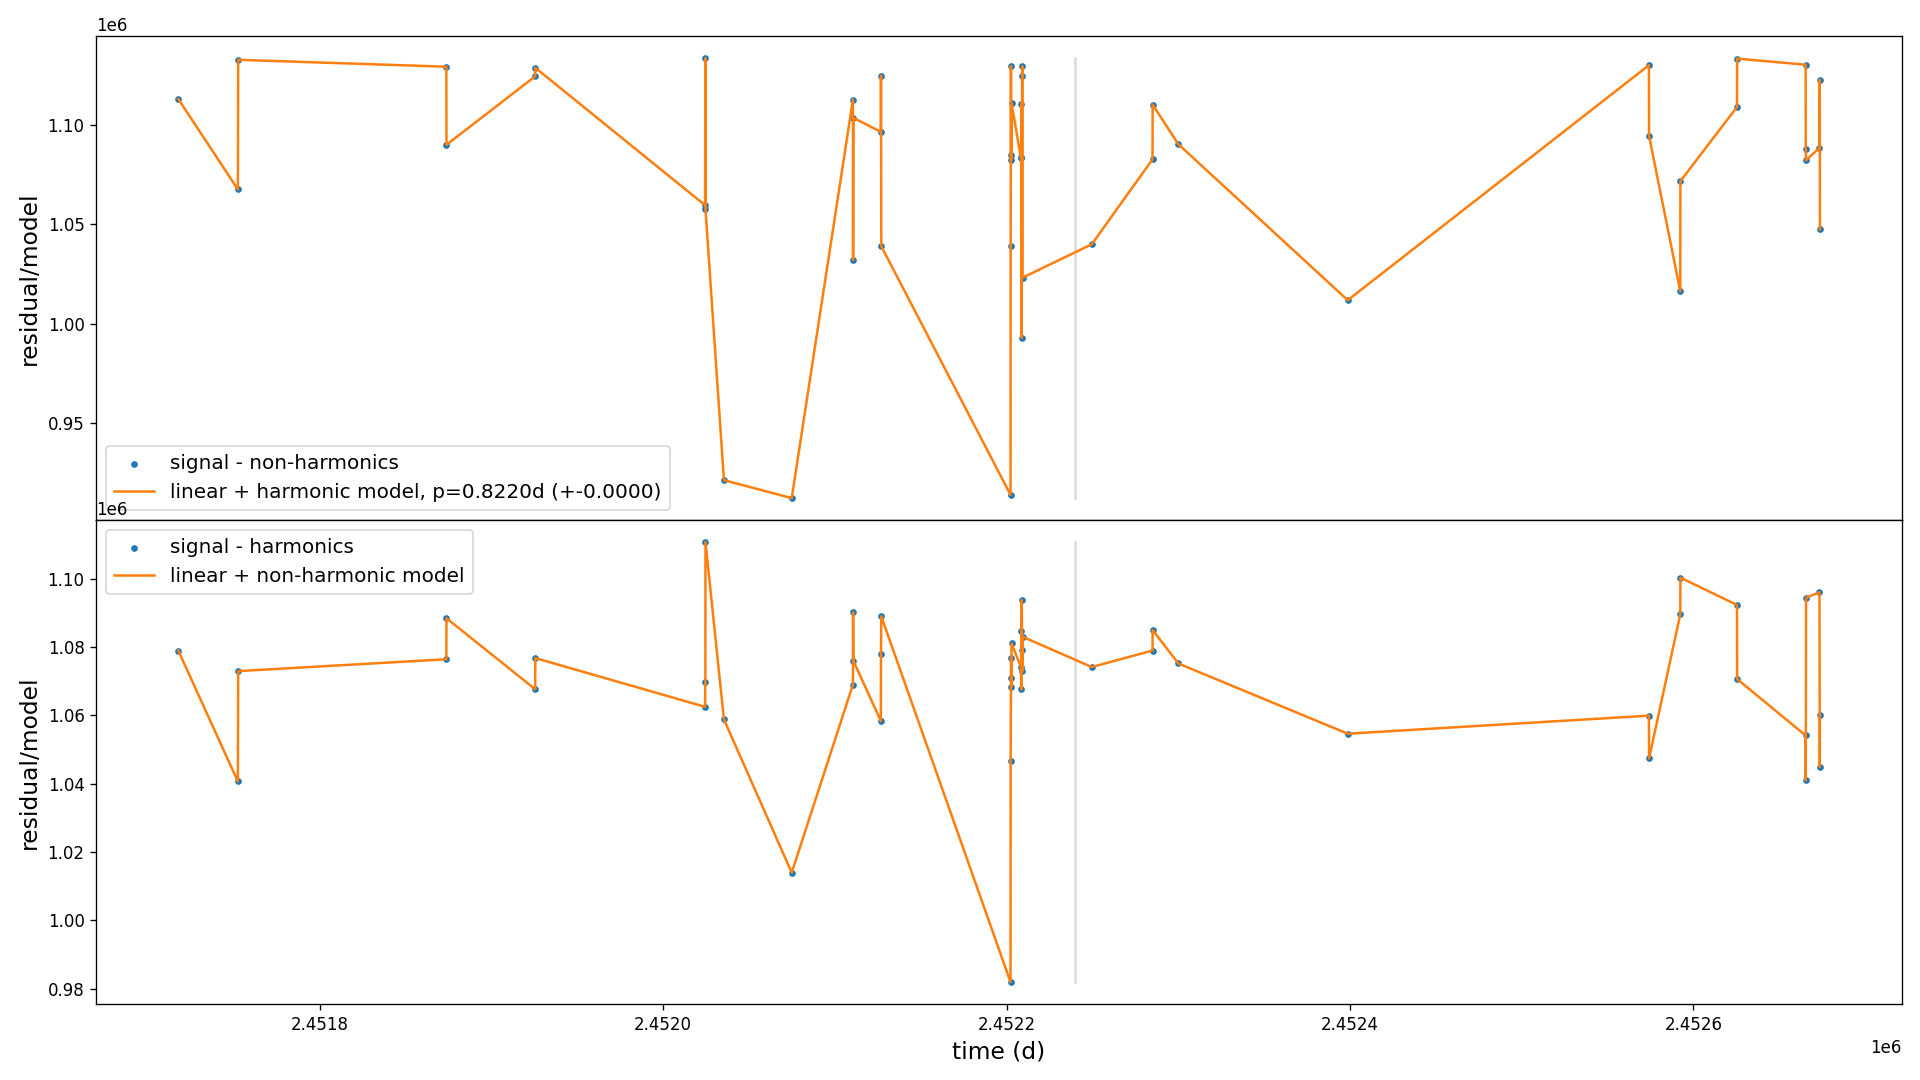 1e6
1.10
1.05
1.00
0.95
residual/model
signal - non-harmonics
linear + harmonic model, p=0.8220d (+-0.0000)
1e6
signal - harmonics
linear + non-harmonic model
1.10
1.08
1.06
1.04
1.02
1.00
0.98
residual/model
2.4518 2.4520 2.4522 2.4524 2.4526
time (d)
1e6